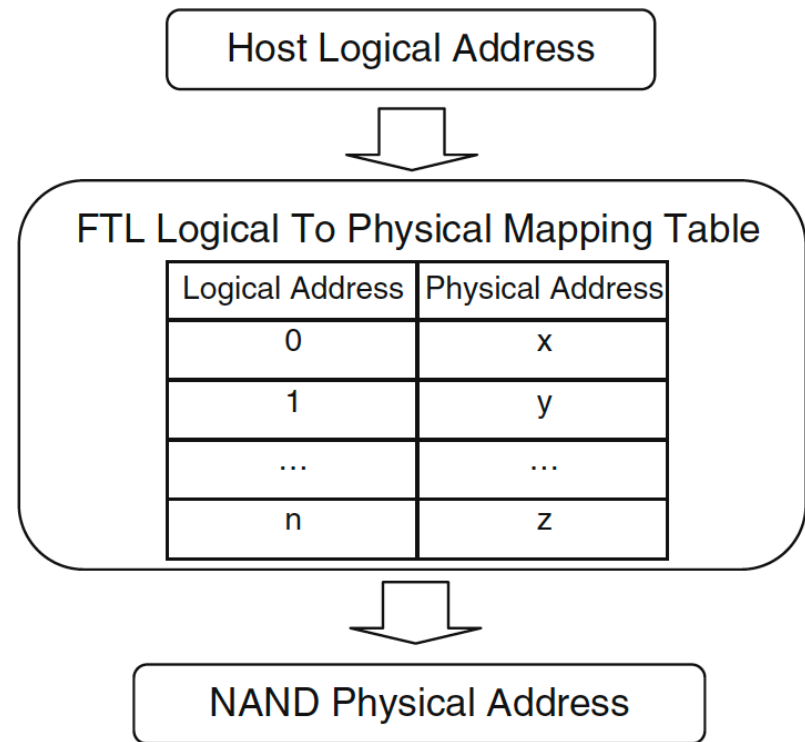 Host Logical Address
FTL Logical To Physical Mapping Table
Logical Address Physical Address
0 x
1 y
... ...
n z
NAND Physical Address